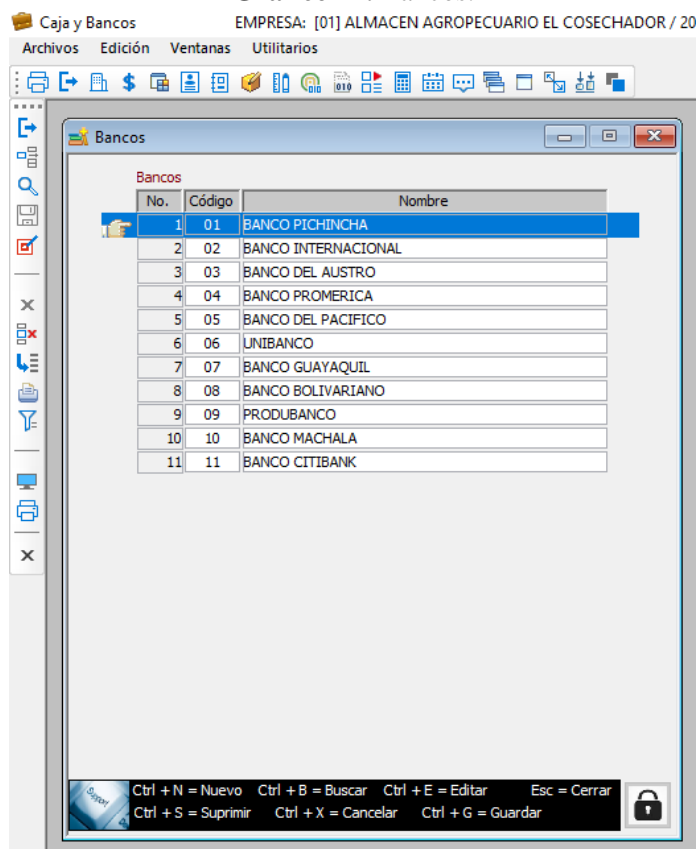 Caja y Bancos EMPRESA: [01] ALMACEN AGROPECUARIO EL COSECHADOR / 20
Archivos Edición Ventanas Utilitarios
Bancos
Bancos
No. Código Nombre
1 01 BANCO PICHINCHA
2 02 BANCO INTERNACIONAL
3 03 BANCO DEL AUSTRO
4 04 BANCO PROMERICA
5 05 BANCO DEL PACIFICO
6 06 UNIBANCO
7 07 BANCO GUAYAQUIL
8 08 BANCO BOLIVARIANO
9 09 PRODUBANCO
10 10 BANCO MACHALA
11 11 BANCO CITIBANK
Support
Ctrl + N = Nuevo Ctrl + B = Buscar Ctrl + E = Editar Esc = Cerrar
Ctrl + S = Suprimir Ctrl + X = Cancelar Ctrl + G = Guardar